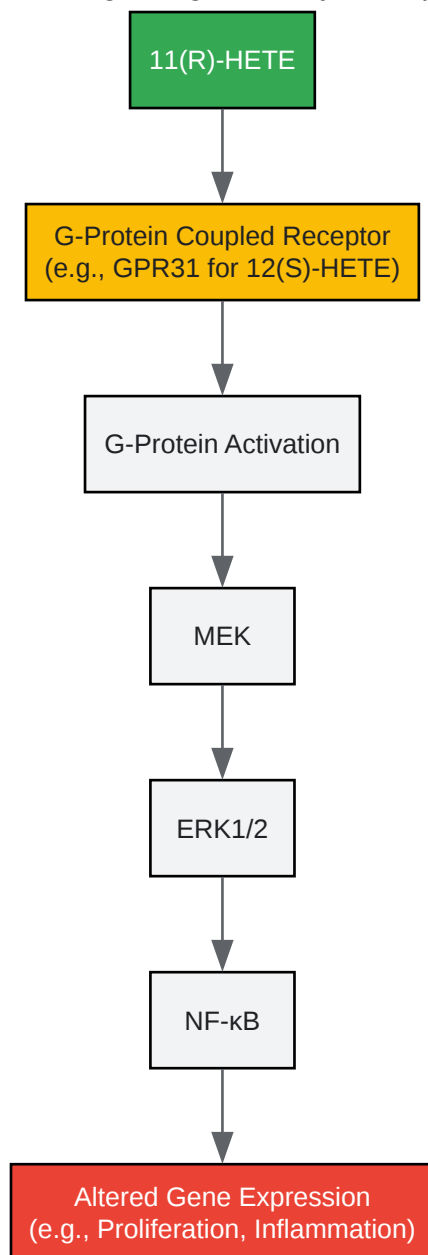 11(R)-HETE
G-Protein Coupled Receptor
(e.g., GPR31 for 12(S)-HETE)
G-Protein Activation
MEK
ERK1/2
NF-κB
Altered Gene Expression
(e.g., Proliferation, Inflammation)